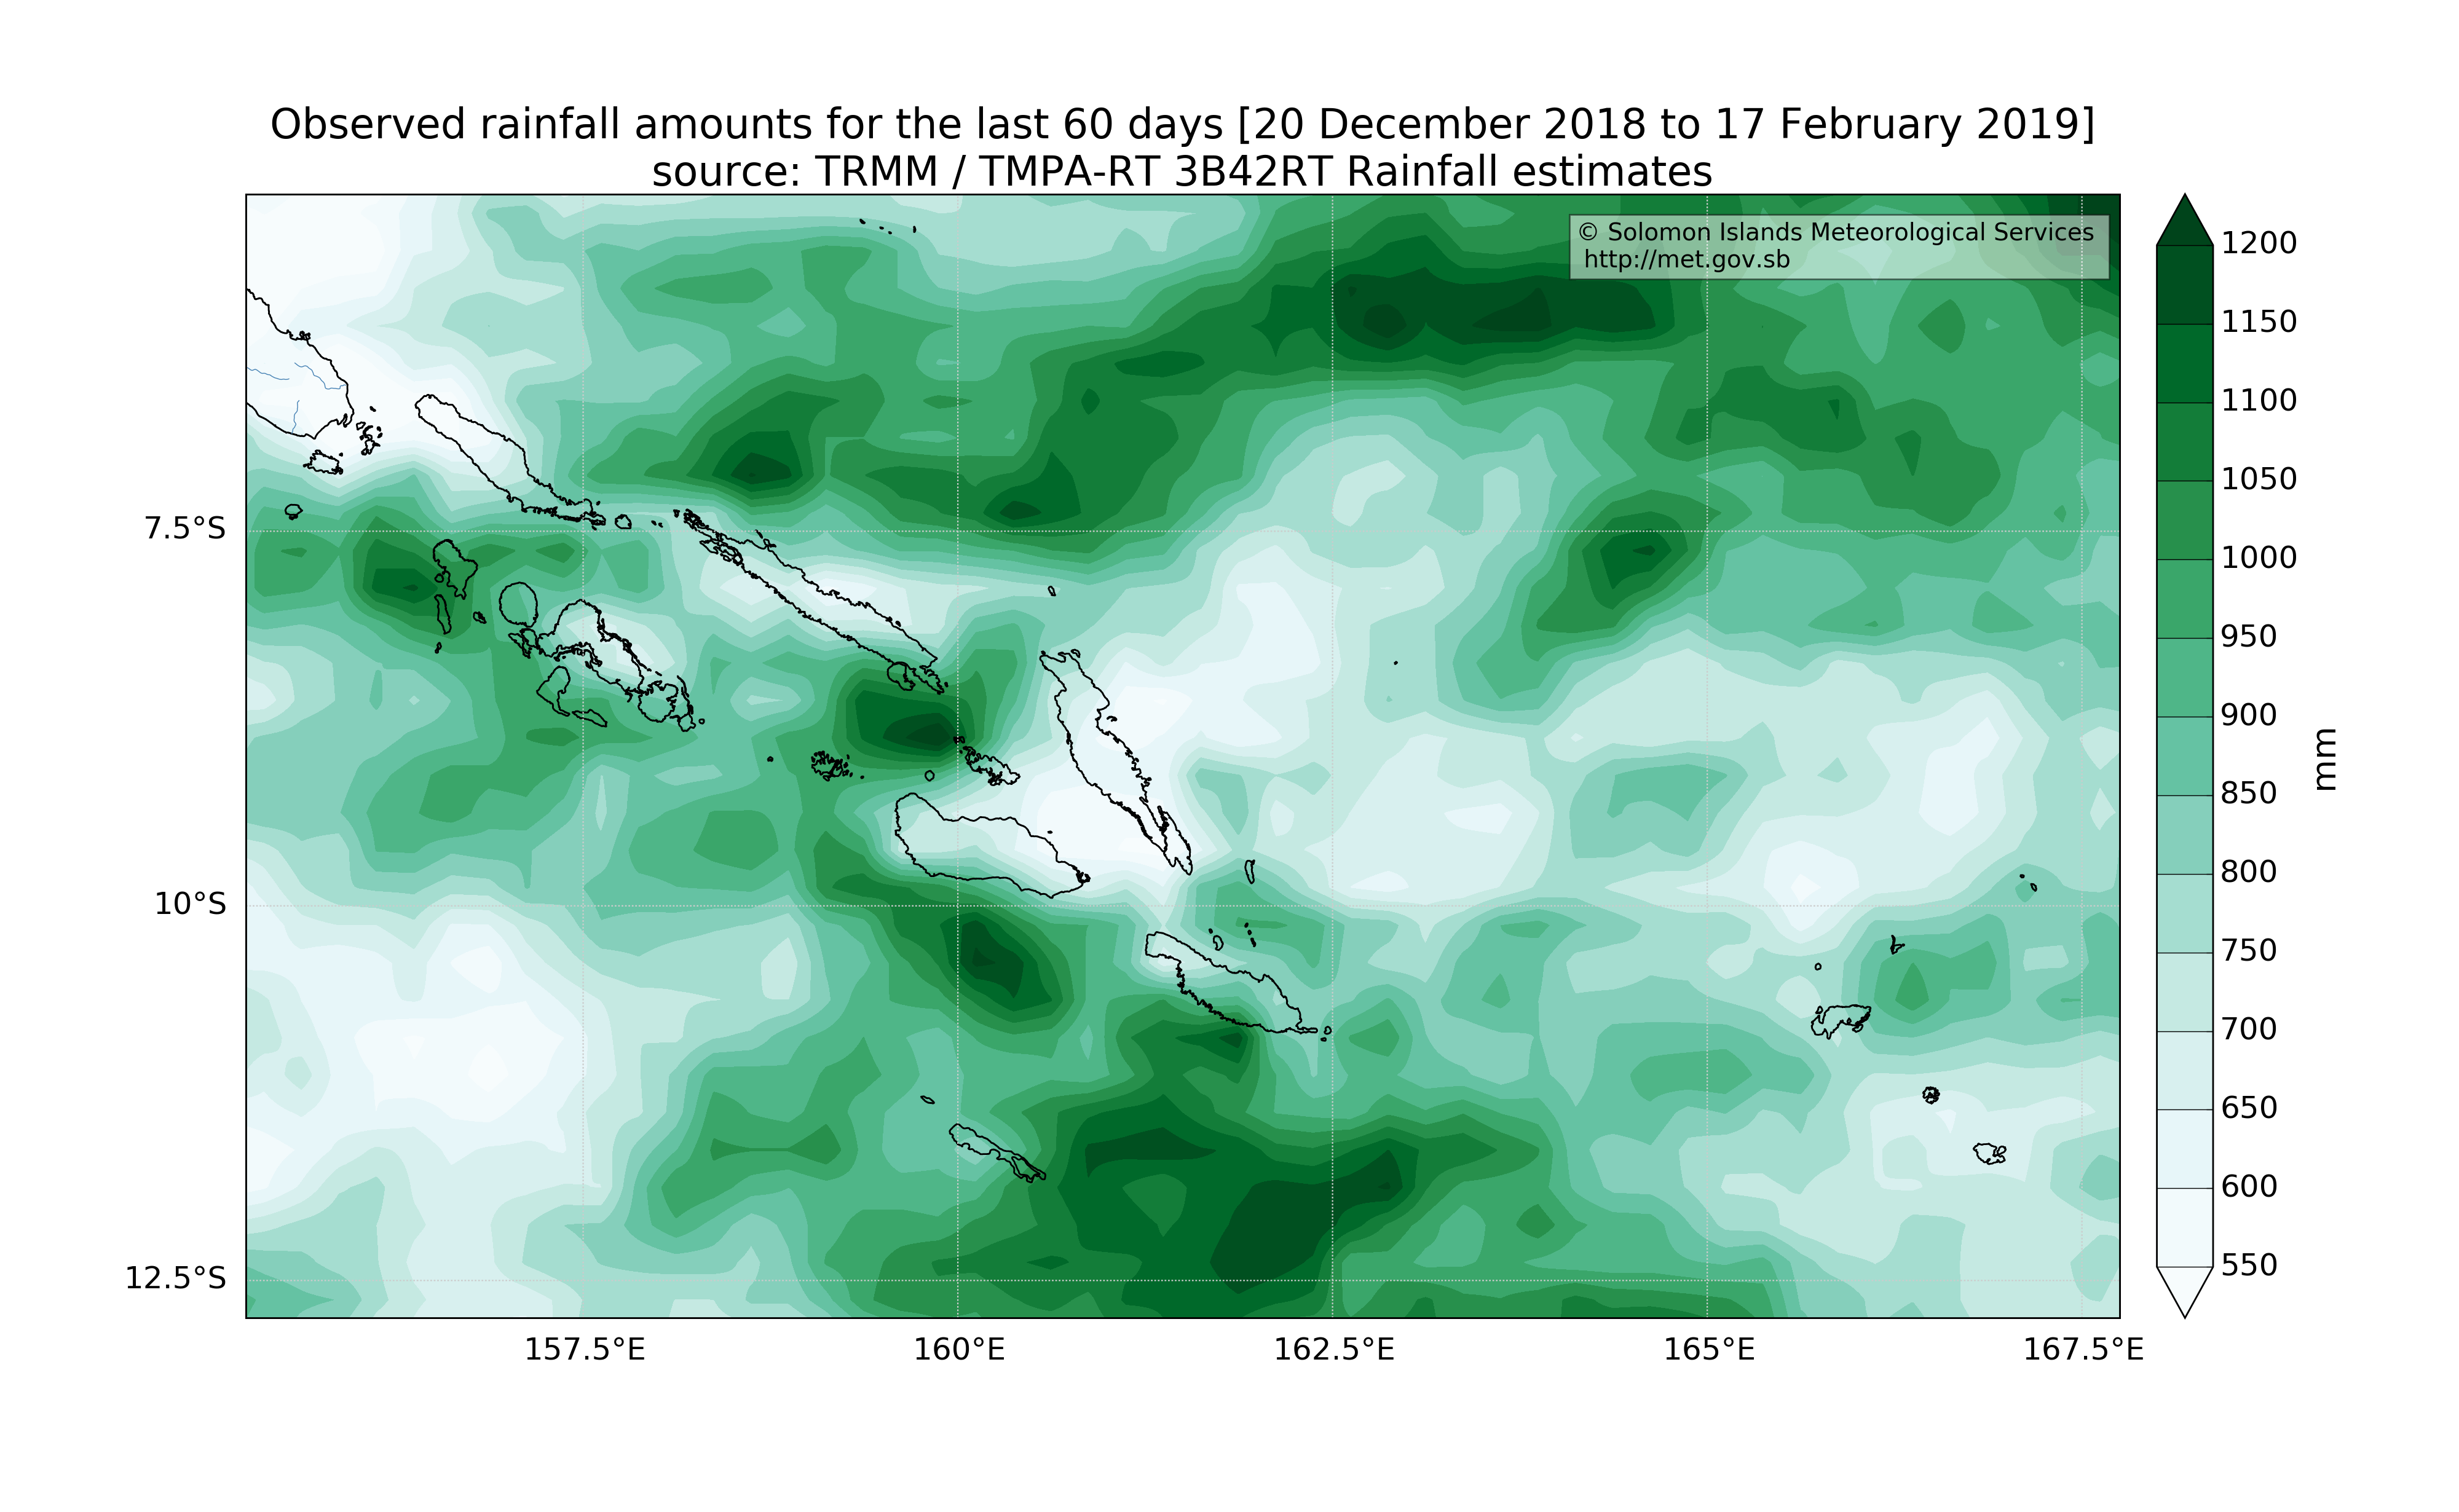 Observed rainfall amounts for the last 60 days [20 December 2018 to 17 February 2019]
source: TRMM / TMPA-RT 3B42RT Rainfall estimates
© Solomon Islands Meteorological Services
http://met.gov.sb
7.5°S
10°S
12.5°S
157.5°E
160°E
162.5°E
165°E
167.5°E
1200
1150
1100
1050
1000
950
900
850
800
750
700
650
600
550
mm